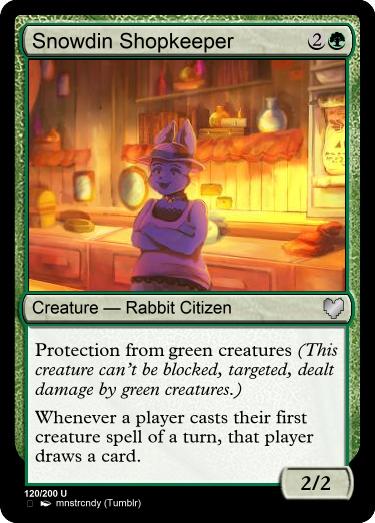 Snowdin Shopkeeper 2
Creature — Rabbit Citizen
Protection from green creatures (This
creature can't be blocked, targeted, dealt
damage by green creatures.)
Whenever a player casts their first
creature spell of a turn, that player
draws a card.
2/2
120/200 U
mnstrcndy (Tumblr)